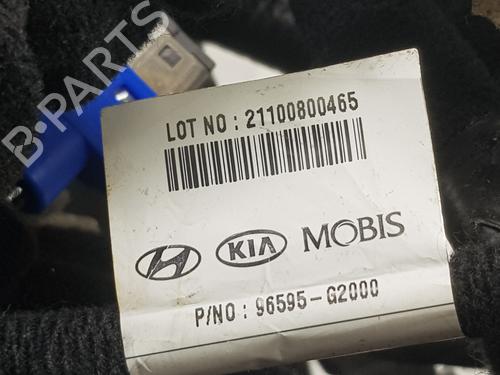 B-PARTS
LOT NO : 21100800465
KIA MOBIS
P/NO : 96595-G2000